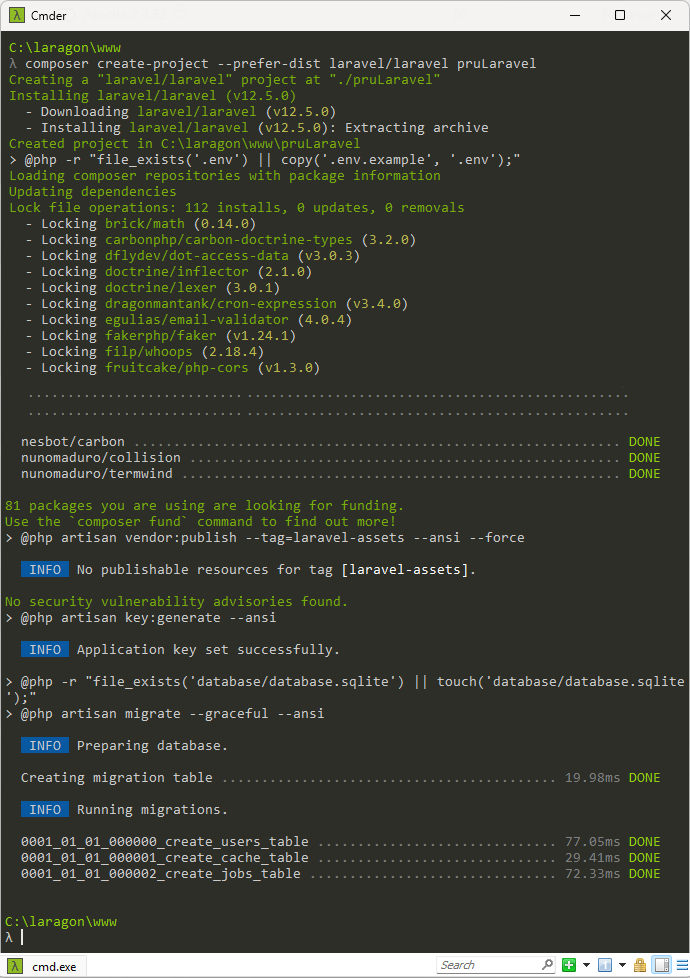 Cmder
C:\laragon\www
λ composer create-project --prefer-dist laravel/laravel pruLaravel
Creating a "laravel/laravel" project at "./pruLaravel"
Installing laravel/laravel (v12.5.0)
  - Downloading laravel/laravel (v12.5.0)
  - Installing laravel/laravel (v12.5.0): Extracting archive
Created project in C:\laragon\www\pruLaravel
> @php -r "file_exists('.env') || copy('.env.example', '.env');"
Loading composer repositories with package information
Updating dependencies
Lock file operations: 112 installs, 0 updates, 0 removals
  - Locking brick/math (0.14.0)
  - Locking carbonphp/carbon-doctrine-types (3.2.0)
  - Locking dflydev/dot-access-data (v3.0.3)
  - Locking doctrine/inflector (2.1.0)
  - Locking doctrine/lexer (3.0.1)
  - Locking dragonmantank/cron-expression (v3.4.0)
  - Locking egulias/email-validator (4.0.4)
  - Locking fakerphp/faker (v1.24.1)
  - Locking filp/whoops (2.18.4)
  - Locking fruitcake/php-cors (v1.3.0)
...........................................................................
...........................................................................
nesbot/carbon ............................................................. DONE
nunomaduro/collision ...................................................... DONE
nunomaduro/termwind ....................................................... DONE
81 packages you are using are looking for funding.
Use the `composer fund` command to find out more!
> @php artisan vendor:publish --tag=laravel-assets --ansi --force
INFO No publishable resources for tag [laravel-assets].
No security vulnerability advisories found.
> @php artisan key:generate --ansi
INFO Application key set successfully.
> @php -r "file_exists('database/database.sqlite') || touch('database/database.sqlite
');"
> @php artisan migrate --graceful --ansi
INFO Preparing database.
Creating migration table .......................................... 19.98ms DONE
INFO Running migrations.
0001_01_01_000000_create_users_table .............................. 77.05ms DONE
0001_01_01_000001_create_cache_table .............................. 29.41ms DONE
0001_01_01_000002_create_jobs_table ............................... 72.33ms DONE
C:\laragon\www
λ
λ cmd.exe
Search